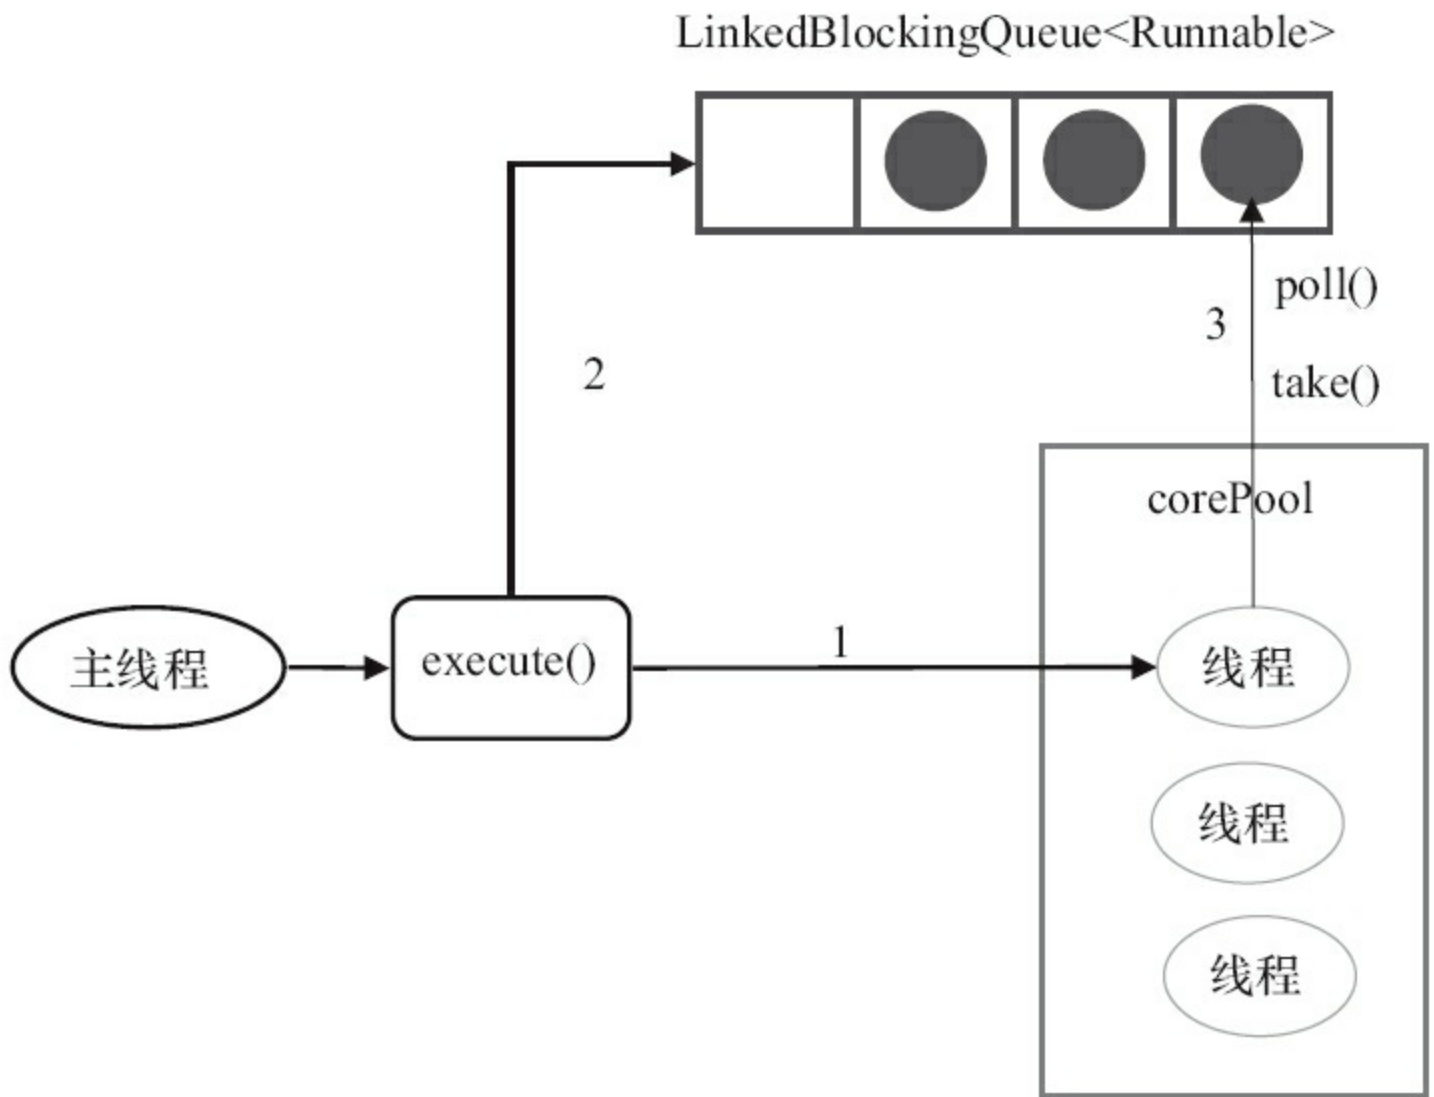 LinkedBlockingQueue<Runnable>
poll()
3
take()
2
corePool
主线程
execute()
1
线程
线程
线程